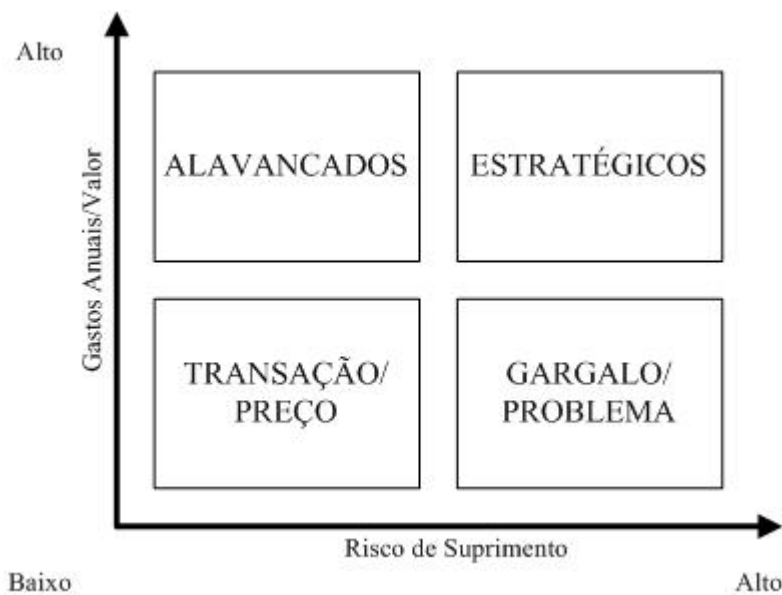 Alto
Gastos Anuais/Valor
ALAVANCADOS
ESTRATÉGICOS
TRANSAÇÃO/
PREÇO
GARGALO/
PROBLEMA
Risco de Suprimento
Baixo
Alto